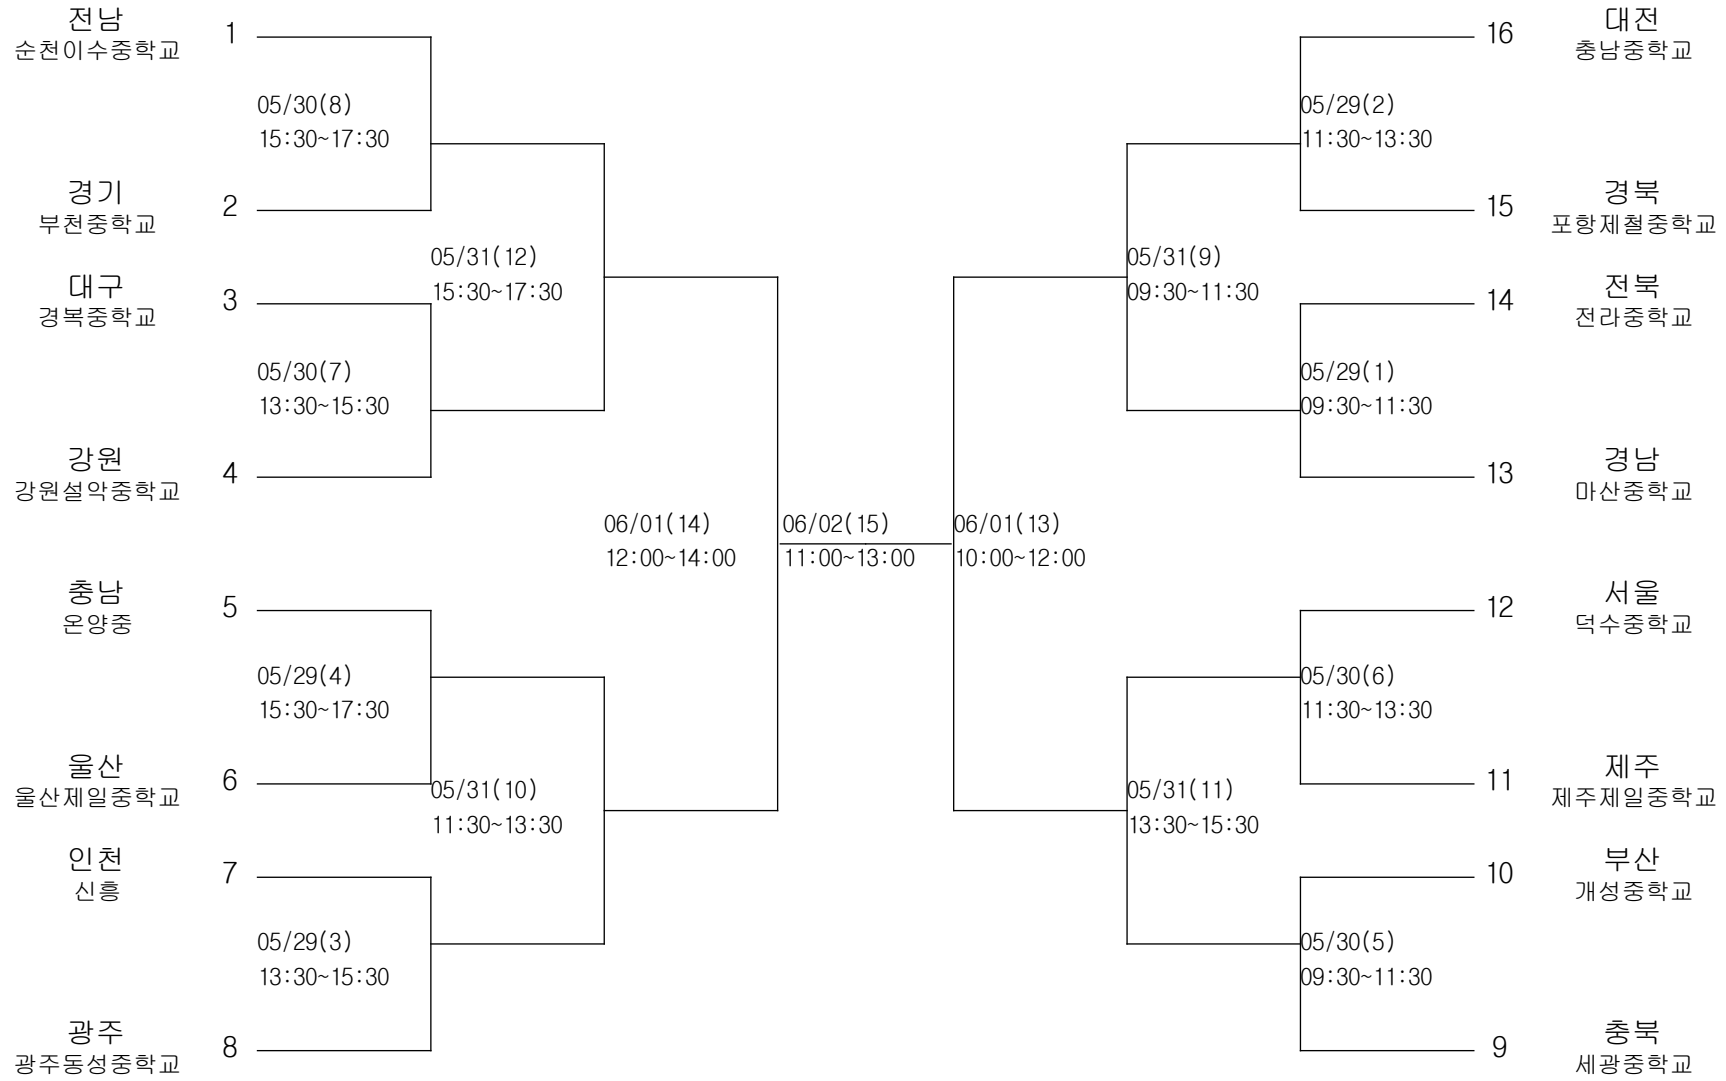 전남
순천이수중학교
1
05/30(8)
15:30~17:30
경기
부천중학교
2
05/31(12)
15:30~17:30
대구
경복중학교
3
05/30(7)
13:30~15:30
강원
강원설악중학교
4
06/01(14)
12:00~14:00
충남
온양중
5
05/29(4)
15:30~17:30
울산
울산제일중학교
6
05/31(10)
11:30~13:30
인천
신흥
7
05/29(3)
13:30~15:30
광주
광주동성중학교
8
06/02(15)
11:00~13:00
16
대전
충남중학교
05/29(2)
11:30~13:30
15
경북
포항제철중학교
05/31(9)
09:30~11:30
14
전북
전라중학교
05/29(1)
09:30~11:30
13
경남
마산중학교
06/01(13)
10:00~12:00
12
서울
덕수중학교
05/30(6)
11:30~13:30
11
제주
제주제일중학교
05/31(11)
13:30~15:30
10
부산
개성중학교
05/30(5)
09:30~11:30
9
충북
세광중학교